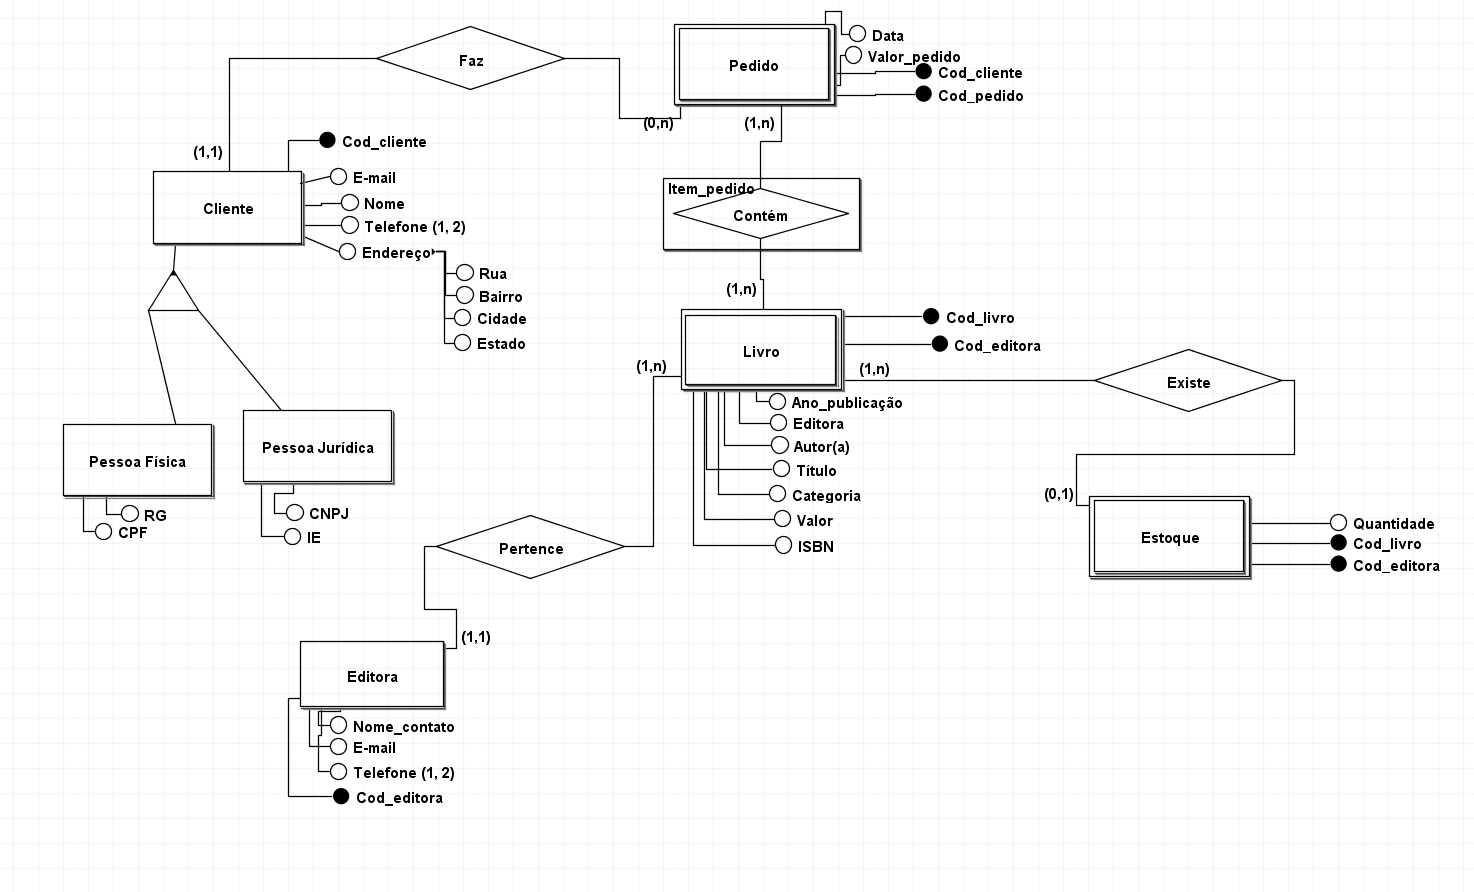 Faz
Pedido
Data
Valor_pedido
Cod_cliente
Cod_pedido
(0,n)
(1,n)
(1,1)
Cod_cliente
E-mail
Nome
Telefone (1, 2)
Endereço
Cliente
Rua
Bairro
Cidade
Estado
Item_pedido
Contém
(1,n)
Livro
Cod_livro
Cod_editora
(1,n)
(1,n)
Existe
Ano_publicação
Editora
Autor(a)
Título
Categoria
Valor
ISBN
Pessoa Física
RG
CPF
Pessoa Jurídica
CNPJ
IE
(0,1)
Estoque
Quantidade
Cod_livro
Cod_editora
Pertence
(1,1)
Editora
Nome_contato
E-mail
Telefone (1, 2)
Cod_editora